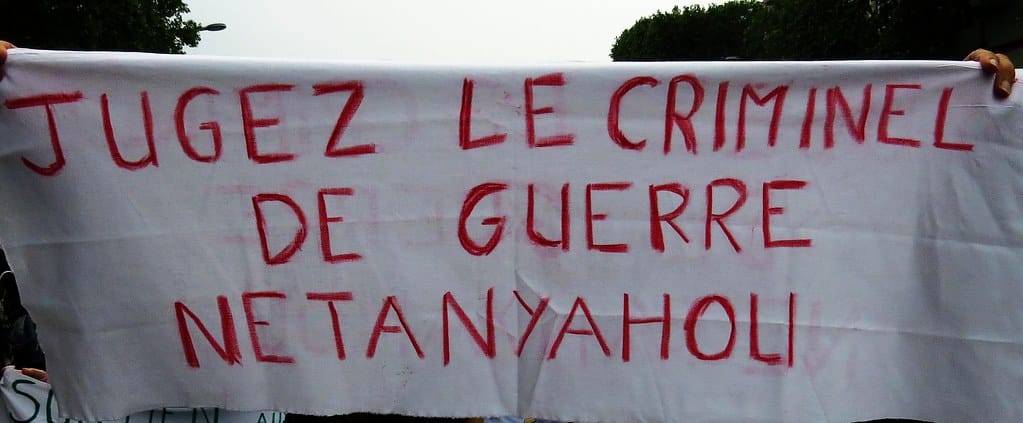 JUGEZ LE CRIMINEL
DE GUERRE
NETANYAHOU